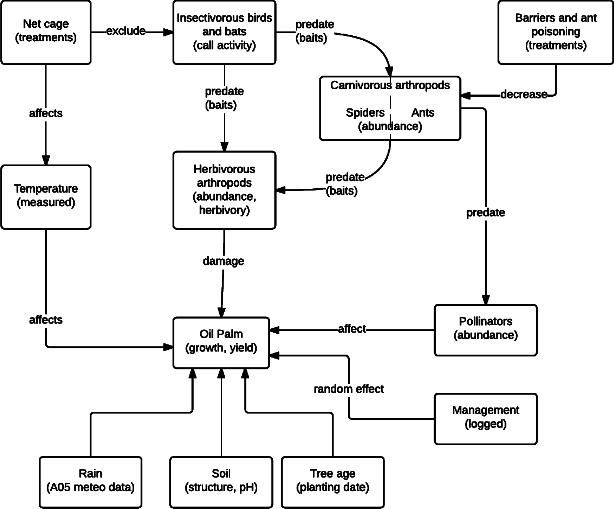 Net cage
(treatments)
exclude
Insectivorous birds
and bats
(call activity)
predate
(baits)
Barriers and ant
poisoning
(treatments)
Carnivorous arthropods
Spiders Ants
(abundance)
decrease
affects
predate
(baits)
Temperature
(measured)
Herbivorous
arthropods
(abundance,
herbivory)
predate
(baits)
predate
damage
affects
Oil Palm
(growth, yield)
affect
Pollinators
(abundance)
random effect
Management
(logged)
Rain
(A05 meteo data)
Soil
(structure, pH)
Tree age
(planting date)